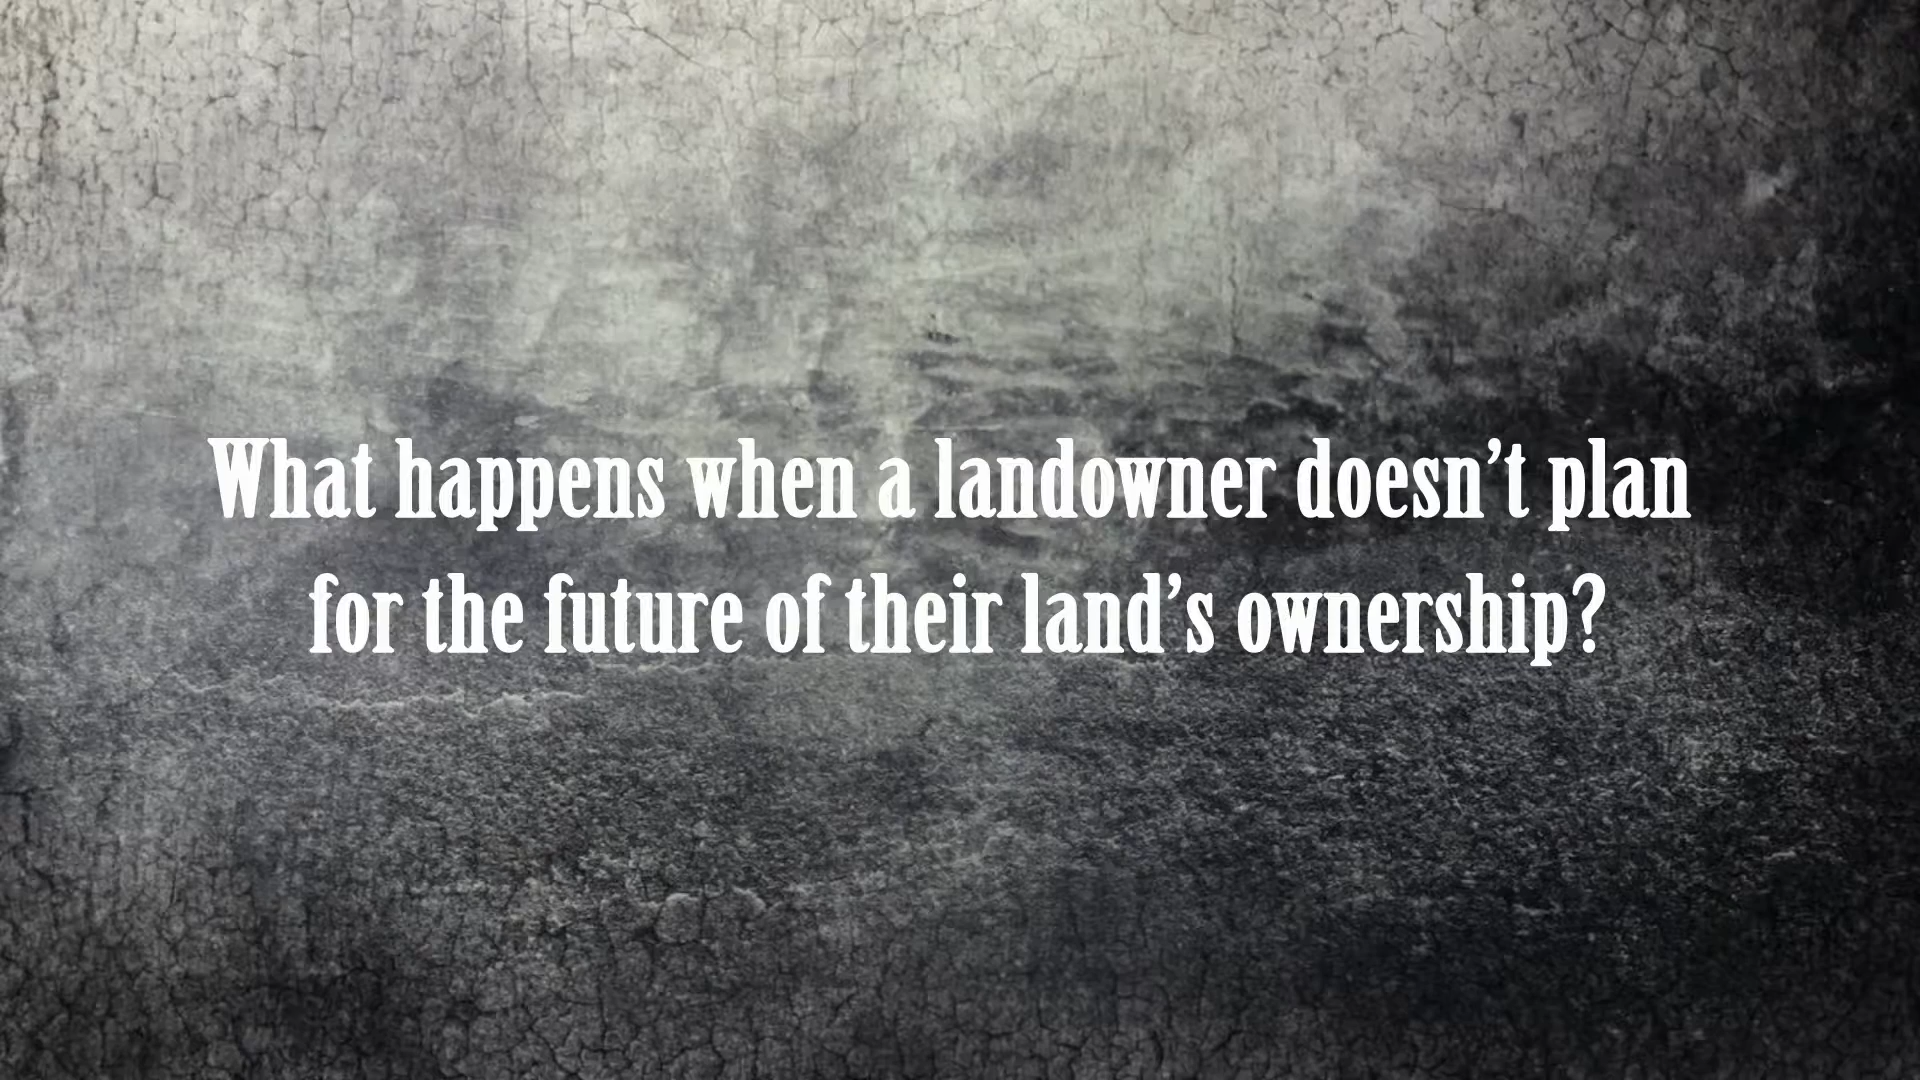 What happens when a landowner doesn’t plan
for the future of their land’s ownership?